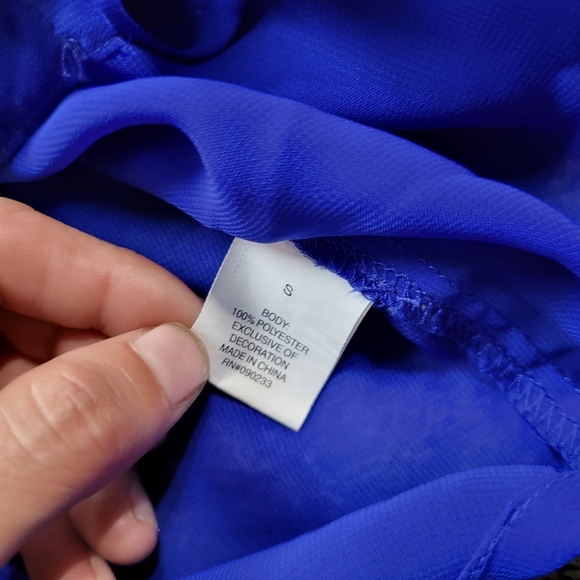 S
BODY:
100% POLYESTER
EXCLUSIVE OF
DECORATION
MADE IN CHINA
RN#090233